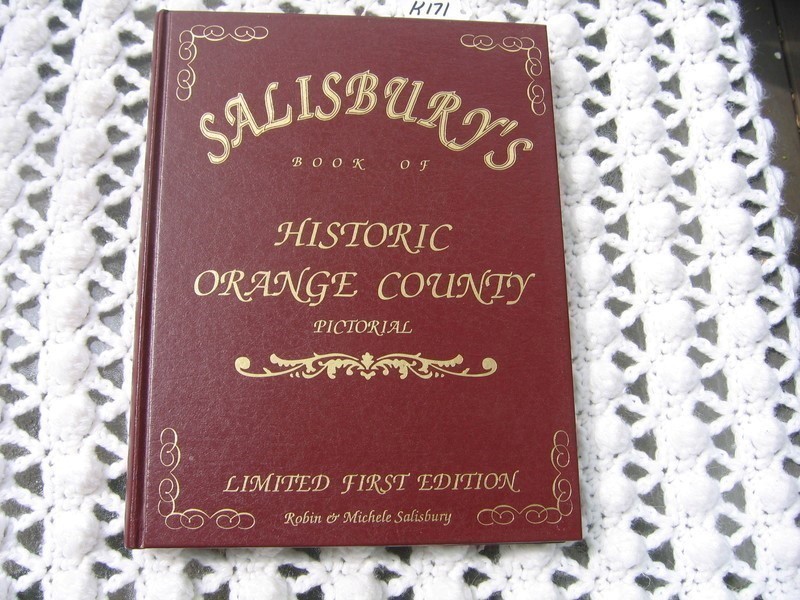 K171
SALISBURY'S
BOOK OF
HISTORIC
ORANGE COUNTY
PICTORIAL
LIMITED FIRST EDITION
Robin & Michele Salisbury